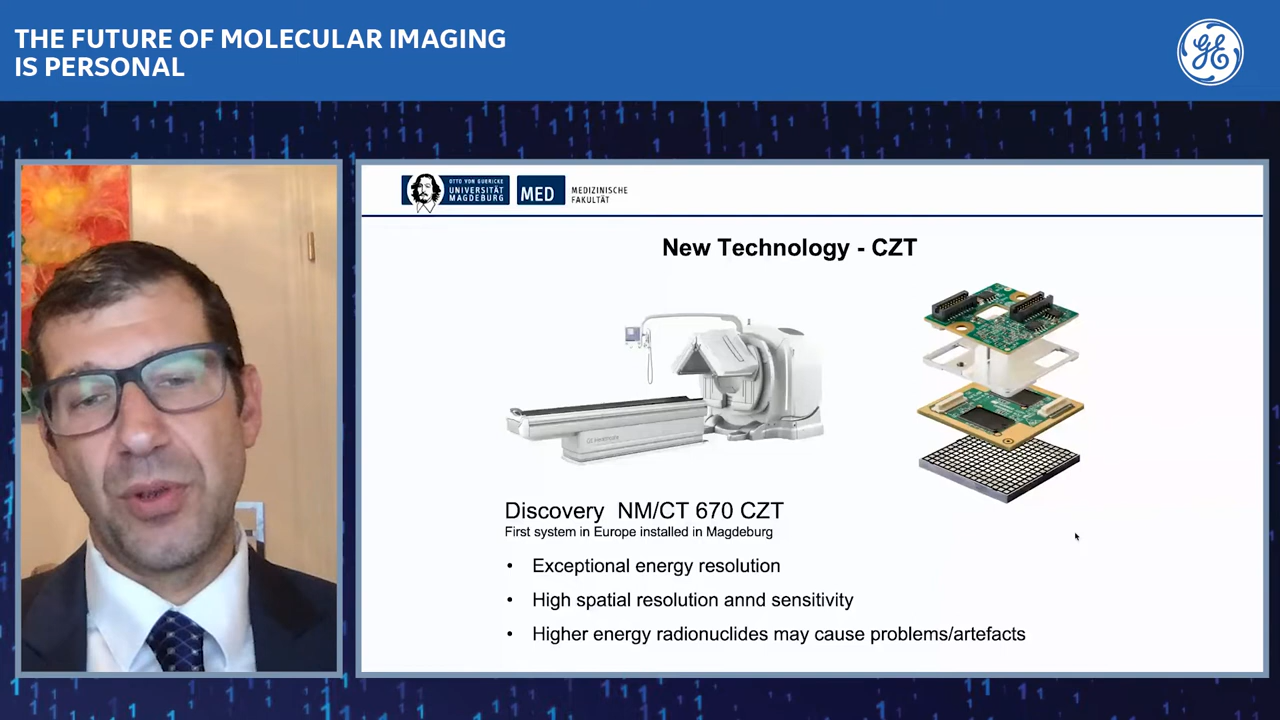 THE FUTURE OF MOLECULAR IMAGING
IS PERSONAL
GE
OTTO VON GUERICKE
UNIVERSITÄT
MAGDEBURG
MED
MEDIZINISCHE
FAKULTÄT
New Technology - CZT
Discovery NM/CT 670 CZT
First system in Europe installed in Magdeburg
• Exceptional energy resolution
• High spatial resolution annd sensitivity
• Higher energy radionuclides may cause problems/artefacts